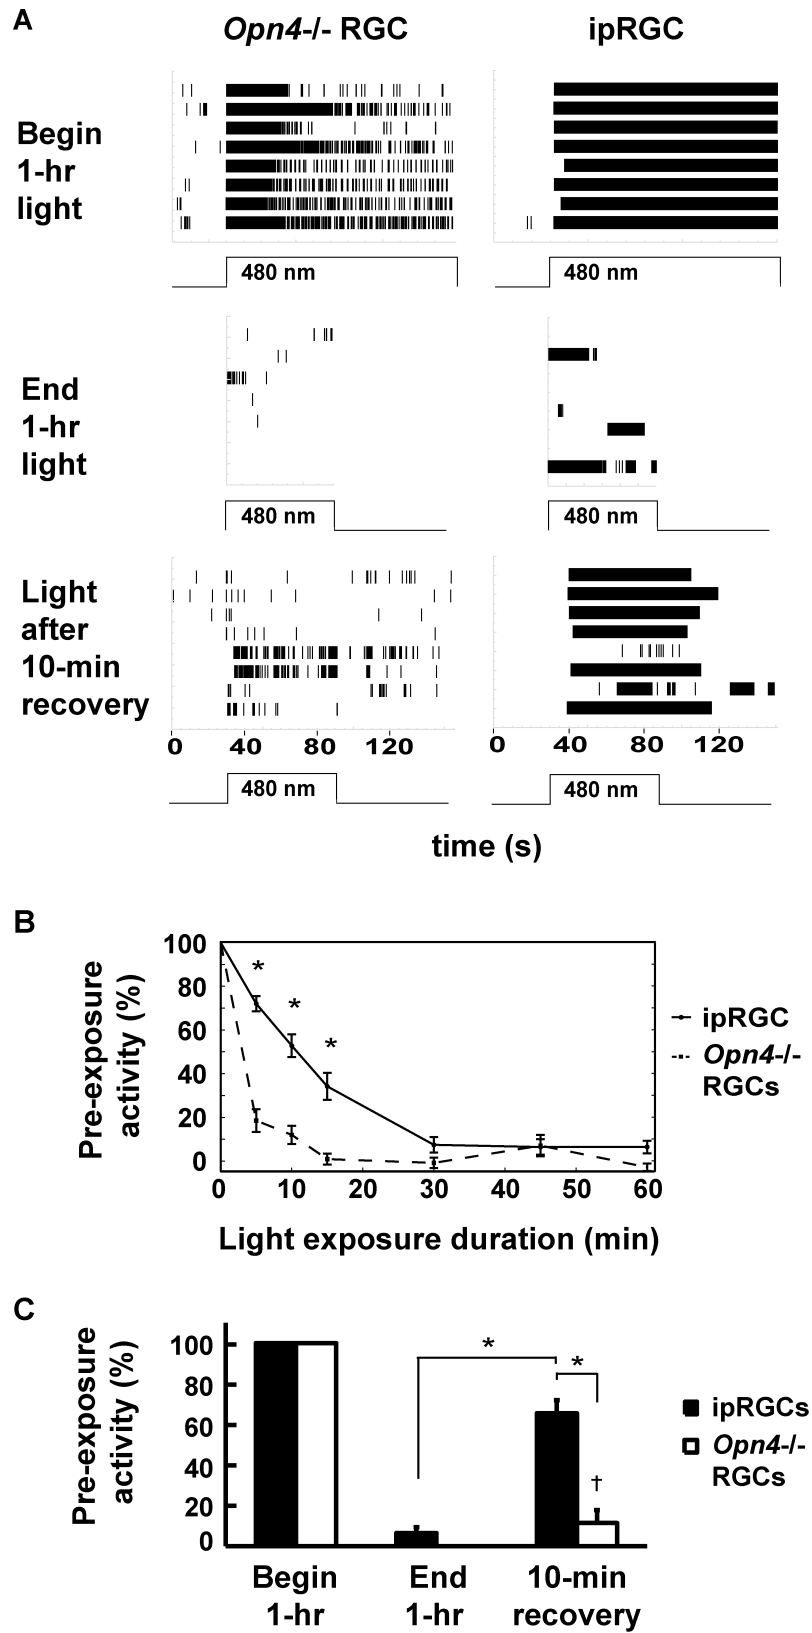 A
Opn4-/- RGC
ipRGC
Begin
1-hr
light
480 nm
480 nm
End
1-hr
light
480 nm
480 nm
Light
after
10-min
recovery
0 40 80 120
0 40 80 120
480 nm
480 nm
time (s)
B
Pre-exposure
activity (%)
100
80
60
40
20
0
*
*
*
0 10 20 30 40 50 60
Light exposure duration (min)
ipRGC
Opn4-/-
RGCs
C
Pre-exposure
activity (%)
100
80
60
40
20
0
*
*
†
ipRGCs
Opn4-/-
RGCs
Begin
1-hr
End
1-hr
10-min
recovery